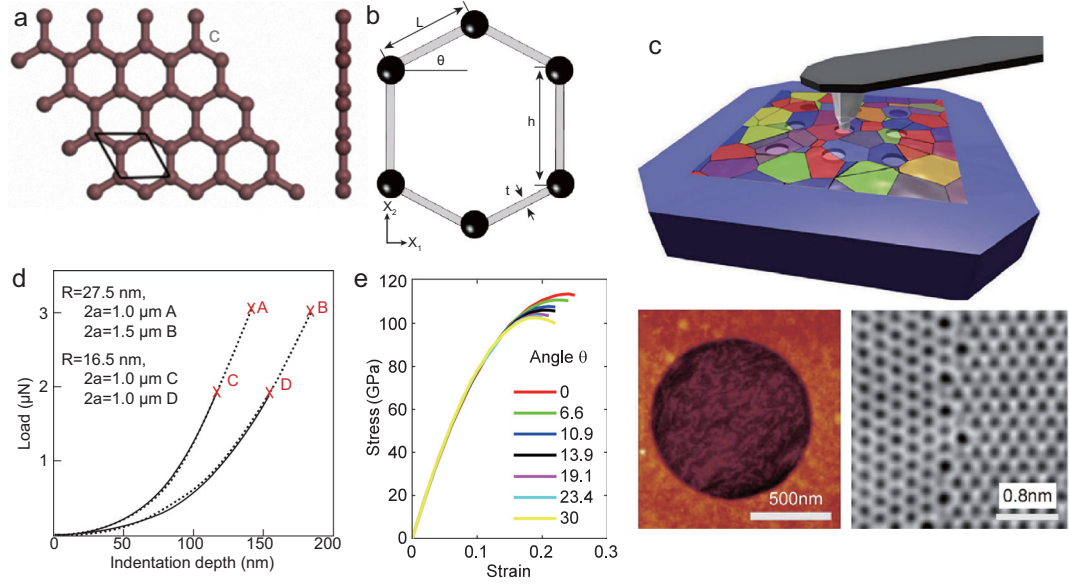 a
C
b
L
θ
h
t
X₂
X₁
c
500nm
0.8nm
d
R=27.5 nm,
2a=1.0 μm A
2a=1.5 μm B
R=16.5 nm,
2a=1.0 μm C
2a=1.0 μm D
A
B
C
D
Load (μN)
3
2
1
0
50
100
150
200
Indentation depth (nm)
e
Stress (GPa)
120
100
80
60
40
20
0
Angle θ
0
6.6
10.9
13.9
19.1
23.4
30
0
0.1
0.2
0.3
Strain